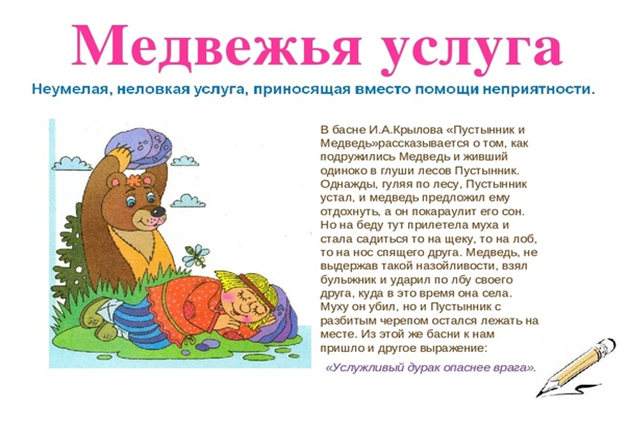 Медвежья услуга
Неумелая, неловкая услуга, приносящая вместо помощи неприятности.
В басне И.А.Крылова «Пустынник и
Медведь»рассказывается о том, как
подружились Медведь и живший
одиноко в глуши лесов Пустынник.
Однажды, гуляя по лесу, Пустынник
устал, и медведь предложил ему
отдохнуть, а он покараулит его сон.
Но на беду тут прилетела муха и
стала садиться то на щеку, то на лоб,
то на нос спящего друга. Медведь, не
выдержав такой назойливости, взял
булыжник и ударил по лбу своего
друга, куда в это время она села.
Муху он убил, но и Пустынник с
разбитым черепом остался лежать на
месте. Из этой же басни к нам
пришло и другое выражение:
«Услужливый дурак опаснее врага».